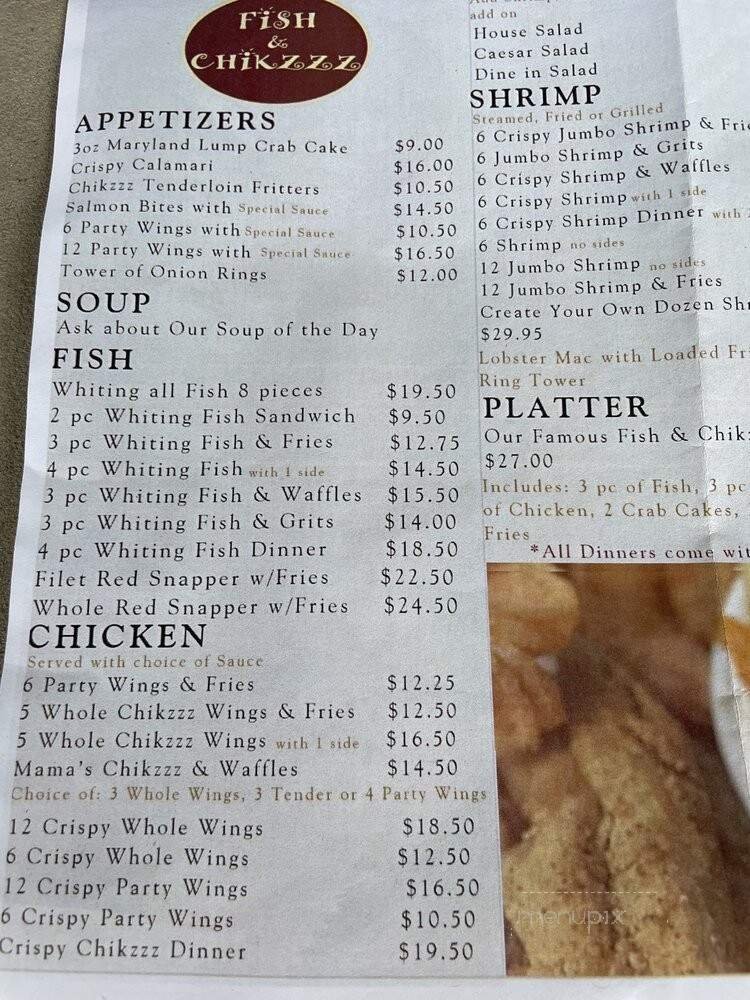 FiSH
&
CHiKZZZ
APPETIZERS
3oz Maryland Lump Crab Cake $9.00
Crispy Calamari $16.00
Chikzzz Tenderloin Fritters $10.50
Salmon Bites with Special Sauce $14.50
6 Party Wings with Special Sauce $10.50
12 Party Wings with Special Sauce $16.50
Tower of Onion Rings $12.00
SOUP
Ask about Our Soup of the Day
FISH
Whiting all Fish 8 pieces $19.50
2 pc Whiting Fish Sandwich $9.50
3 pc Whiting Fish & Fries $12.75
4 pc Whiting Fish with 1 side $14.50
3 pc Whiting Fish & Waffles $15.50
3 pc Whiting Fish & Grits $14.00
4 pc Whiting Fish Dinner $18.50
Filet Red Snapper w/Fries $22.50
Whole Red Snapper w/Fries $24.50
CHICKEN
Served with choice of Sauce
6 Party Wings & Fries $12.25
5 Whole Chikzzz Wings & Fries $12.50
5 Whole Chikzzz Wings with 1 side $16.50
Mama's Chikzzz & Waffles $14.50
Choice of: 3 Whole Wings, 3 Tender or 4 Party Wings
12 Crispy Whole Wings $18.50
6 Crispy Whole Wings $12.50
12 Crispy Party Wings $16.50
6 Crispy Party Wings $10.50
Crispy Chikzzz Dinner $19.50
add on
House Salad
Caesar Salad
Dine in Salad
SHRIMP
Steamed, Fried or Grilled
6 Crispy Jumbo Shrimp & Frie
6 Jumbo Shrimp & Grits
6 Crispy Shrimp & Waffles
6 Crispy Shrimp with 1 side
6 Crispy Shrimp Dinner with
6 Shrimp no sides
12 Jumbo Shrimp no sides
12 Jumbo Shrimp & Fries
Create Your Own Dozen Shr
$29.95
Lobster Mac with Loaded Fri
Ring Tower
PLATTER
Our Famous Fish & Chik
$27.00
Includes: 3 pc of Fish, 3 pc
of Chicken, 2 Crab Cakes,
Fries
*All Dinners come wit
menupix